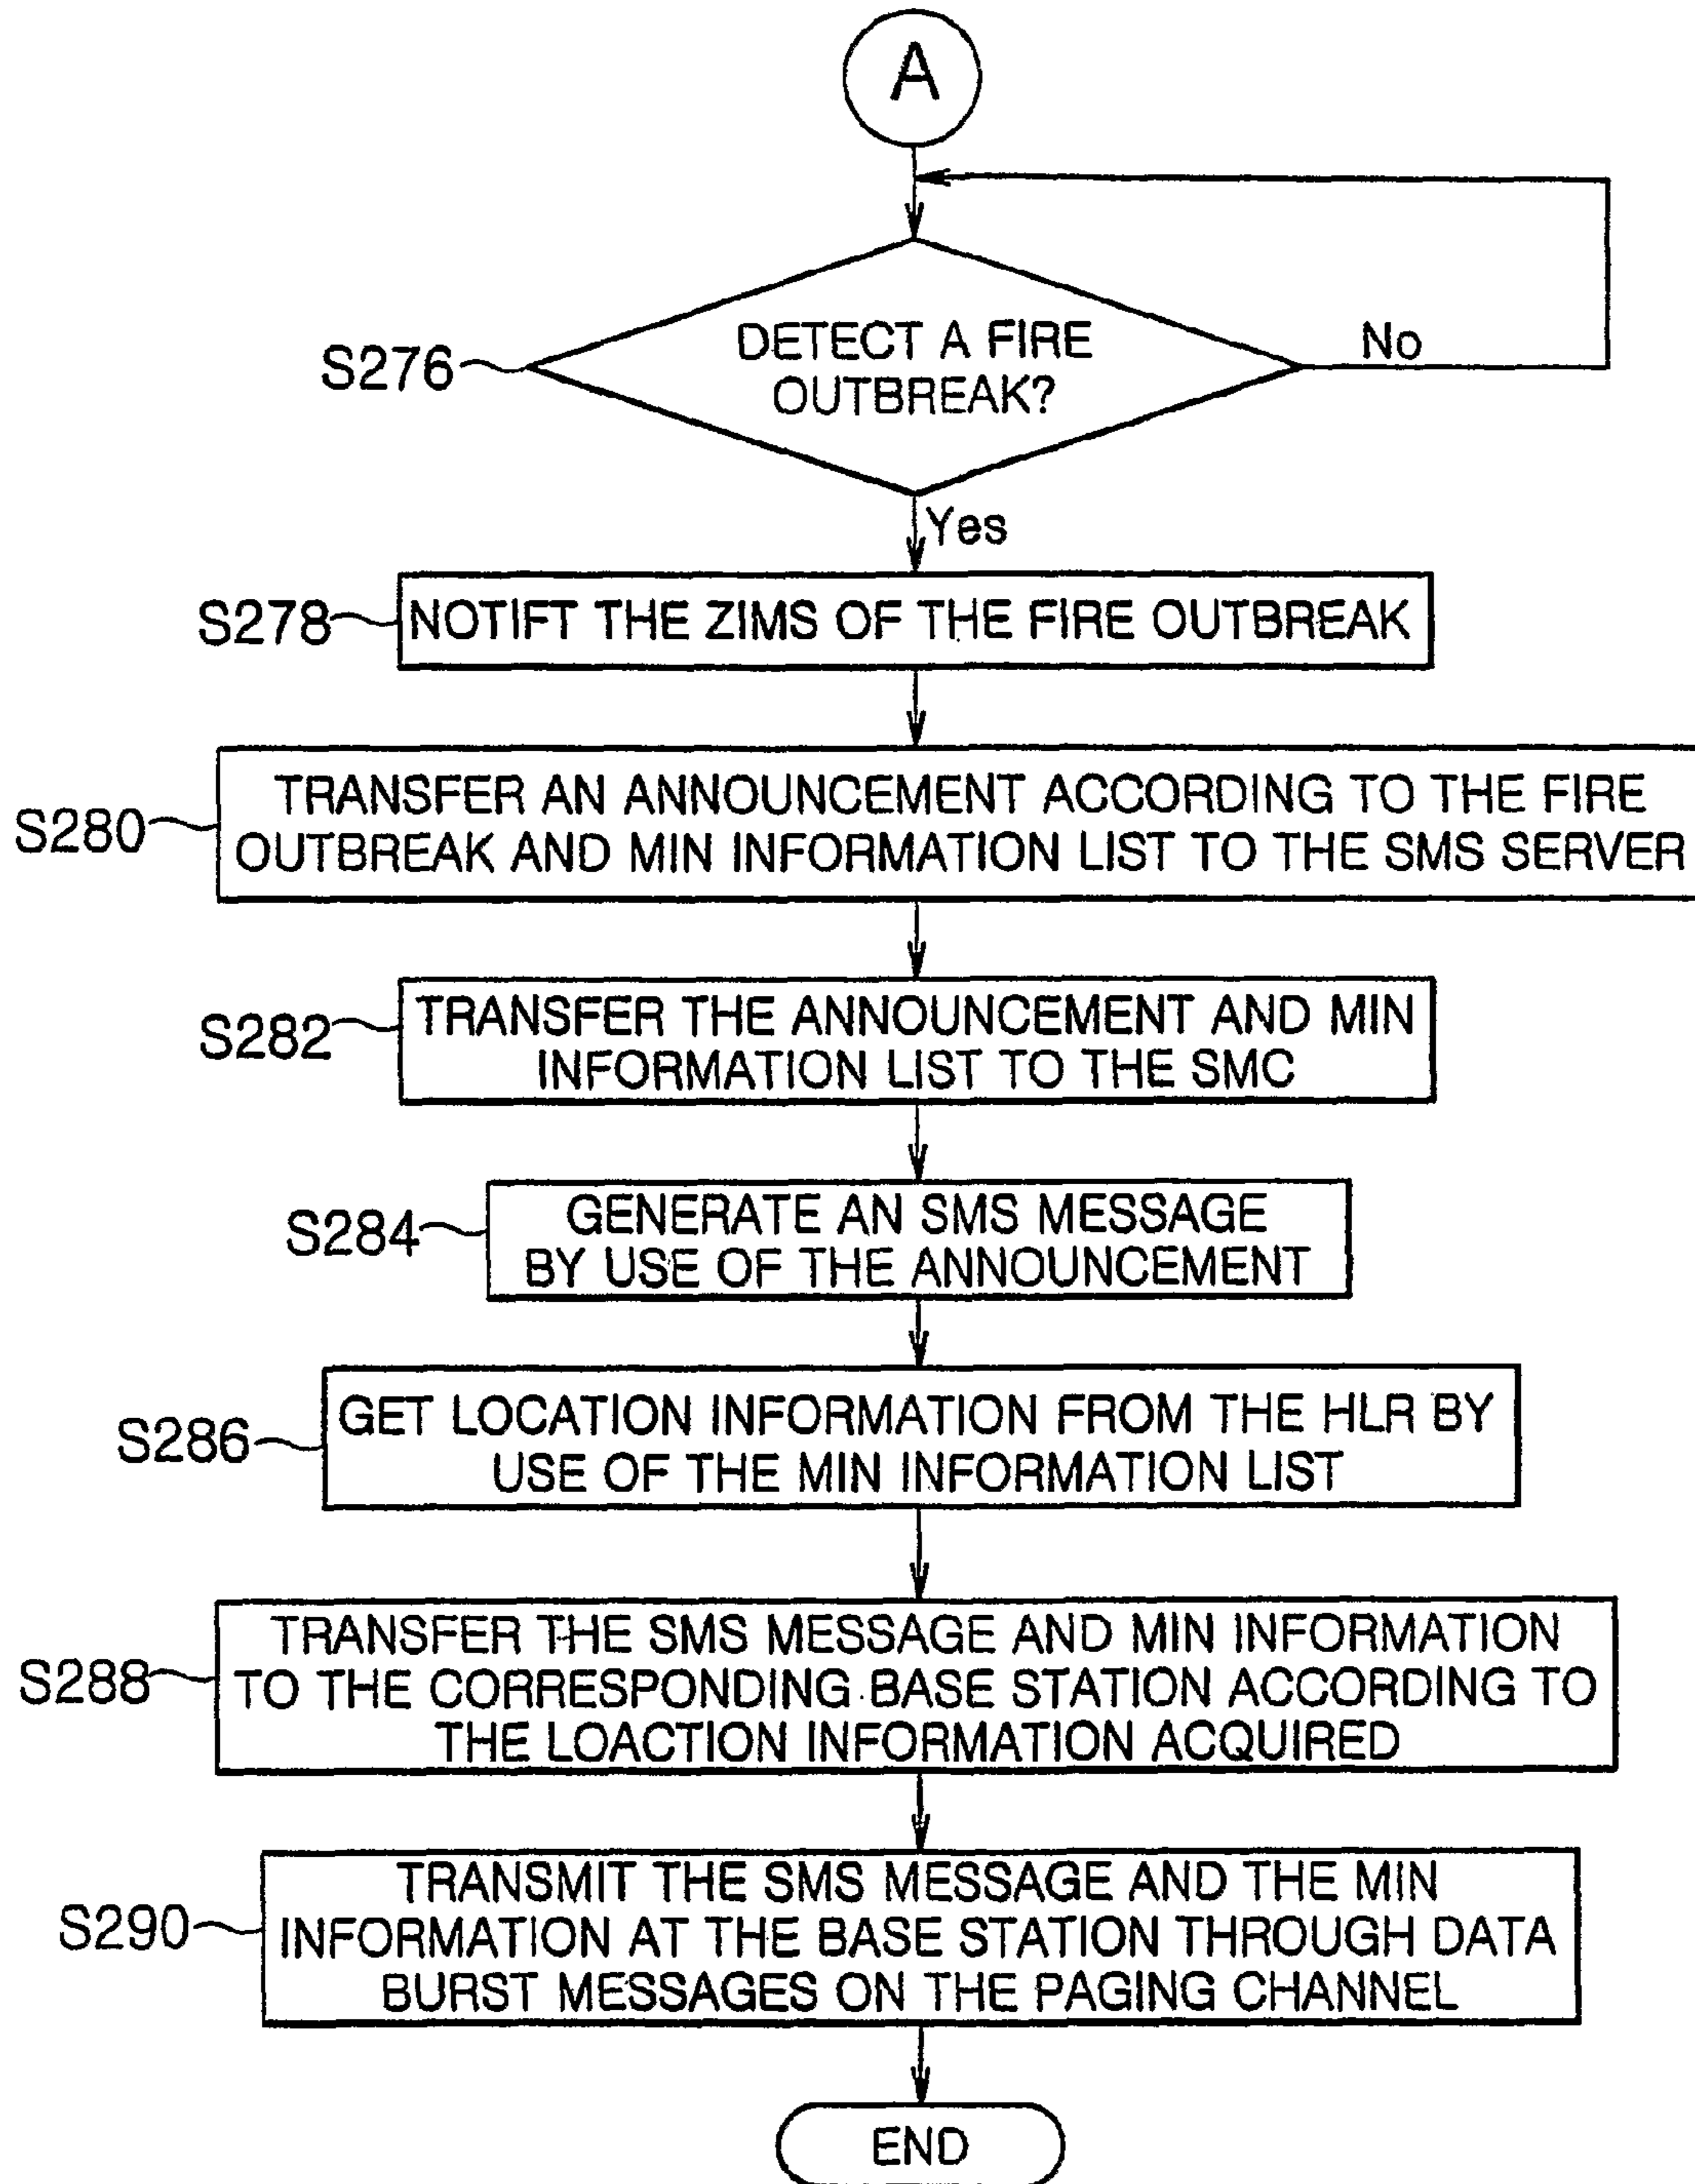 A
S276
DETECT A FIRE
OUTBREAK?
No
Yes
S278
NOTIFT THE ZIMS OF THE FIRE OUTBREAK
S280
TRANSFER AN ANNOUNCEMENT ACCORDING TO THE FIRE
OUTBREAK AND MIN INFORMATION LIST TO THE SMS SERVER
S282
TRANSFER THE ANNOUNCEMENT AND MIN
INFORMATION LIST TO THE SMC
S284
GENERATE AN SMS MESSAGE
BY USE OF THE ANNOUNCEMENT
S286
GET LOCATION INFORMATION FROM THE HLR BY
USE OF THE MIN INFORMATION LIST
S288
TRANSFER THE SMS MESSAGE AND MIN INFORMATION
TO THE CORRESPONDING BASE STATION ACCORDING TO
THE LOACTION INFORMATION ACQUIRED
S290
TRANSMIT THE SMS MESSAGE AND THE MIN
INFORMATION AT THE BASE STATION THROUGH DATA
BURST MESSAGES ON THE PAGING CHANNEL
END